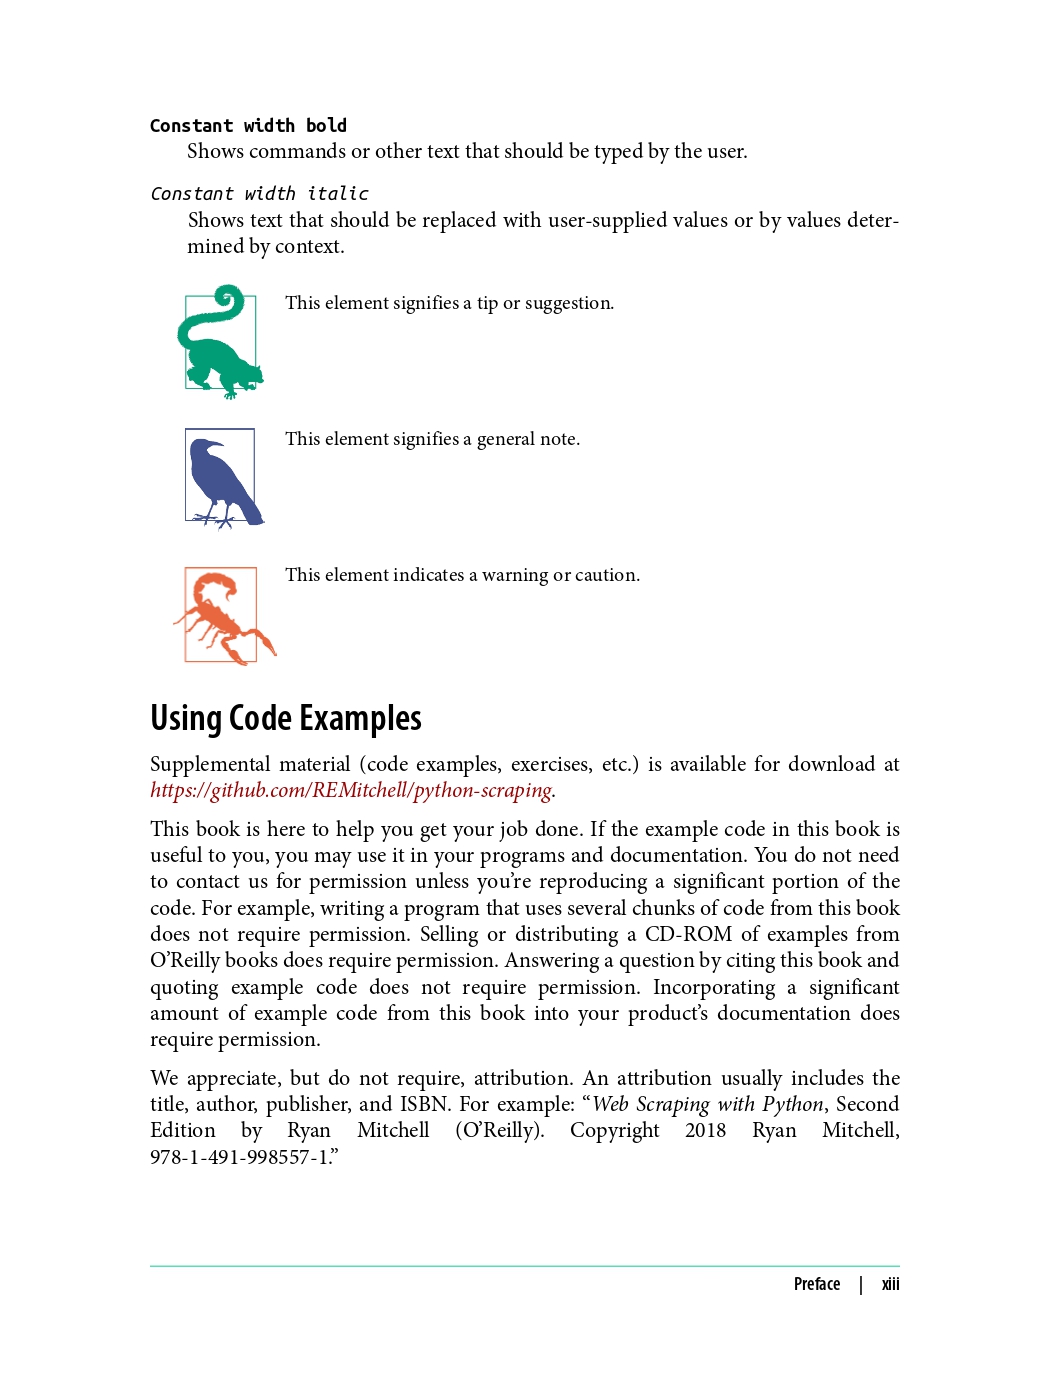 Constant width bold
Shows commands or other text that should be typed by the user.
Constant width italic
Shows text that should be replaced with user-supplied values or by values deter-
mined by context.
This element signifies a tip or suggestion.
This element signifies a general note.
This element indicates a warning or caution.
Using Code Examples
Supplemental material (code examples, exercises, etc.) is available for download at
https://github.com/REMitchell/python-scraping.
This book is here to help you get your job done. If the example code in this book is
useful to you, you may use it in your programs and documentation. You do not need
to contact us for permission unless you’re reproducing a significant portion of the
code. For example, writing a program that uses several chunks of code from this book
does not require permission. Selling or distributing a CD-ROM of examples from
O’Reilly books does require permission. Answering a question by citing this book and
quoting example code does not require permission. Incorporating a significant
amount of example code from this book into your product’s documentation does
require permission.
We appreciate, but do not require, attribution. An attribution usually includes the
title, author, publisher, and ISBN. For example: “Web Scraping with Python, Second
Edition by Ryan Mitchell (O’Reilly). Copyright 2018 Ryan Mitchell,
978-1-491-998557-1.”
Preface | xiii